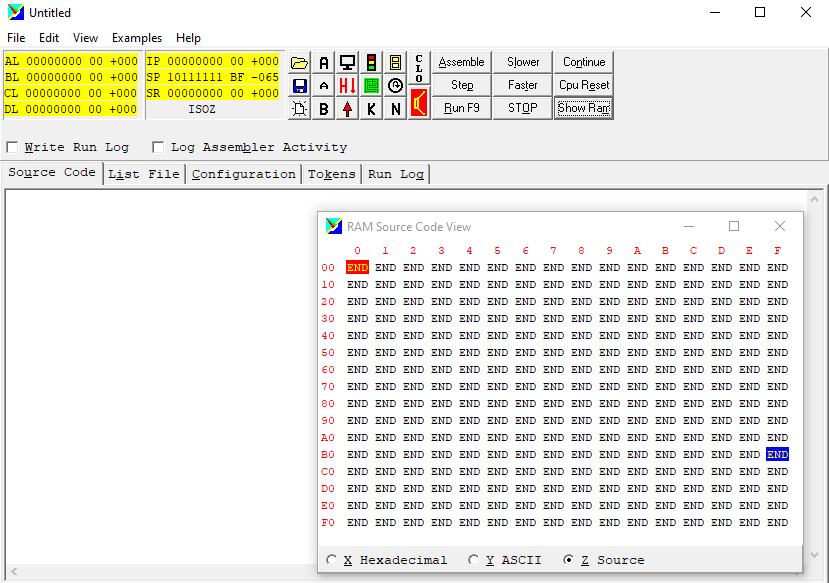 Untitled
File Edit View Examples Help
AL 00000000 00 +000 IP 00000000 00 +000 A C L O Assemble Slower Continue
BL 00000000 00 +000 SP 10111111 BF -065 A H Step Faster Cpu Reset
CL 00000000 00 +000 SR 00000000 00 +000
DL 00000000 00 +000 ISOZ B K N Run F9 STOP Show Ram
Write Run Log Log Assembler Activity
Source Code List File Configuration Tokens Run Log
RAM Source Code View
0 1 2 3 4 5 6 7 8 9 A B C D E F
00 END END END END END END END END END END END END END END END END
10 END END END END END END END END END END END END END END END END
20 END END END END END END END END END END END END END END END END
30 END END END END END END END END END END END END END END END END
40 END END END END END END END END END END END END END END END END
50 END END END END END END END END END END END END END END END END
60 END END END END END END END END END END END END END END END END
70 END END END END END END END END END END END END END END END END
80 END END END END END END END END END END END END END END END END
90 END END END END END END END END END END END END END END END END
A0 END END END END END END END END END END END END END END END END
B0 END END END END END END END END END END END END END END END END
C0 END END END END END END END END END END END END END END END END
D0 END END END END END END END END END END END END END END END END
E0 END END END END END END END END END END END END END END END END
F0 END END END END END END END END END END END END END END END END
X Hexadecimal Y ASCII Z Source